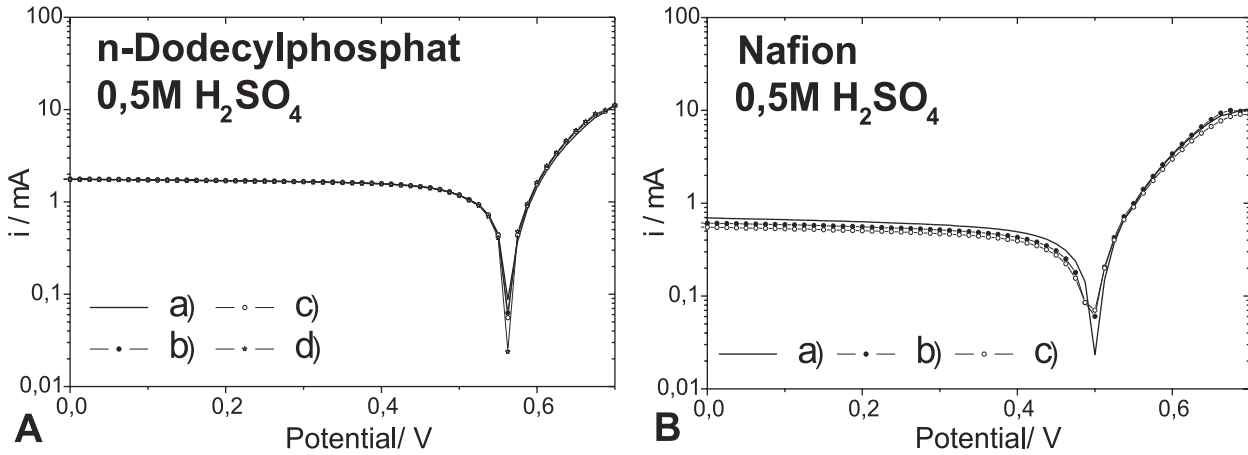 n-Dodecylphosphat
0,5M H₂SO₄
i / mA
100
10
1
0,1
0,01
a) c)
b) d)
0,0 0,2 0,4 0,6
Potential/ V
A
Nafion
0,5M H₂SO₄
i / mA
100
10
1
0,1
0,01
a) b) c)
0,0 0,2 0,4 0,6
Potential/ V
B